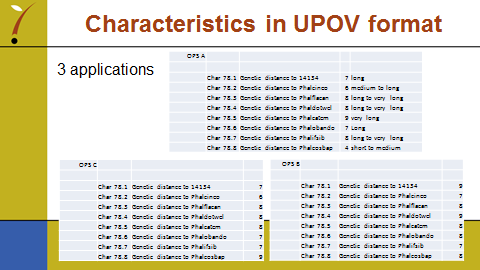 Characteristics in UPOV format
3 applications
OPS A
Char 78.1 Genetic distance to 14134 7 long
Char 78.2 Genetic distance to Phalcinco 6 medium to long
Char 78.3 Genetic distance to Phalflacan 8 long to very long
Char 78.4 Genetic distance to Phaldotwol 8 long to very long
Char 78.5 Genetic distance to Phalcatom 9 very long
Char 78.6 Genetic distance to Phalobando 7 Long
Char 78.7 Genetic distance to Phalifsib 8 long to very long
Char 78.8 Genetic distance to Phalcosbap 4 short to medium
OPS C
Char 78.1 Genetic distance to 14134 7
Char 78.2 Genetic distance to Phalcinco 6
Char 78.3 Genetic distance to Phalflacan 8
Char 78.4 Genetic distance to Phaldotwol 8
Char 78.5 Genetic distance to Phalcatom 8
Char 78.6 Genetic distance to Phalobando 7
Char 78.7 Genetic distance to Phalifsib 7
Char 78.8 Genetic distance to Phalcosbap 9
OPS B
Char 78.1 Genetic distance to 14134 9
Char 78.2 Genetic distance to Phalcinco 7
Char 78.3 Genetic distance to Phalflacan 8
Char 78.4 Genetic distance to Phaldotwol 9
Char 78.5 Genetic distance to Phalcatom 8
Char 78.6 Genetic distance to Phalobando 8
Char 78.7 Genetic distance to Phalifsib 7
Char 78.8 Genetic distance to Phalcosbap 8